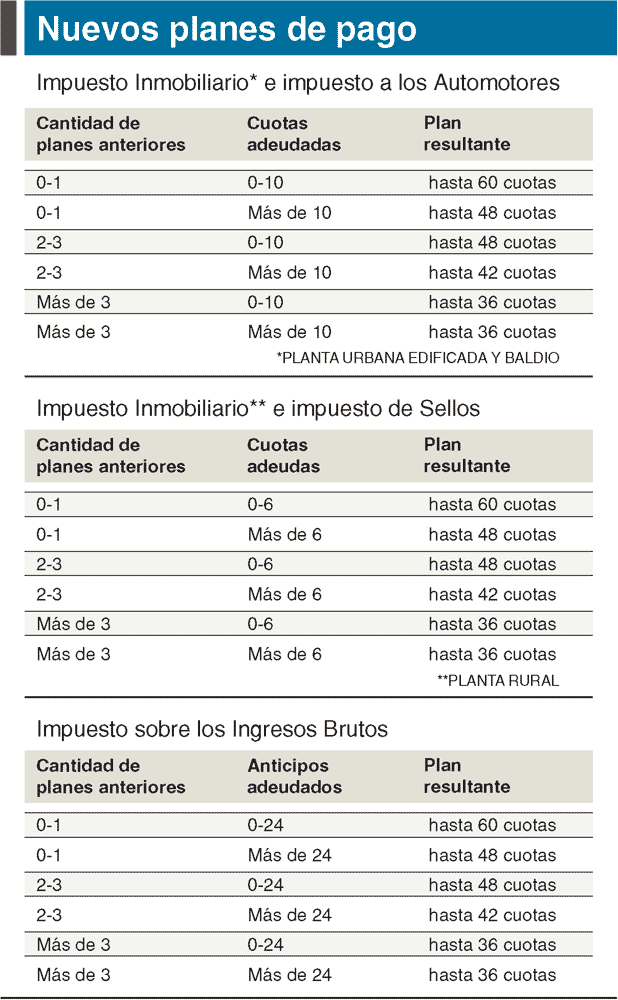 Nuevos planes de pago
Impuesto Inmobiliario* e impuesto a los Automotores
Cantidad de planes anteriores Cuotas adeudadas Plan resultante
0-1 0-10 hasta 60 cuotas
0-1 Más de 10 hasta 48 cuotas
2-3 0-10 hasta 48 cuotas
2-3 Más de 10 hasta 42 cuotas
Más de 3 0-10 hasta 36 cuotas
Más de 3 Más de 10 hasta 36 cuotas
*PLANTA URBANA EDIFICADA Y BALDIO
Impuesto Inmobiliario** e impuesto de Sellos
Cantidad de planes anteriores Cuotas adeudas Plan resultante
0-1 0-6 hasta 60 cuotas
0-1 Más de 6 hasta 48 cuotas
2-3 0-6 hasta 48 cuotas
2-3 Más de 6 hasta 42 cuotas
Más de 3 0-6 hasta 36 cuotas
Más de 3 Más de 6 hasta 36 cuotas
**PLANTA RURAL
Impuesto sobre los Ingresos Brutos
Cantidad de planes anteriores Anticipos adeudados Plan resultante
0-1 0-24 hasta 60 cuotas
0-1 Más de 24 hasta 48 cuotas
2-3 0-24 hasta 48 cuotas
2-3 Más de 24 hasta 42 cuotas
Más de 3 0-24 hasta 36 cuotas
Más de 3 Más de 24 hasta 36 cuotas